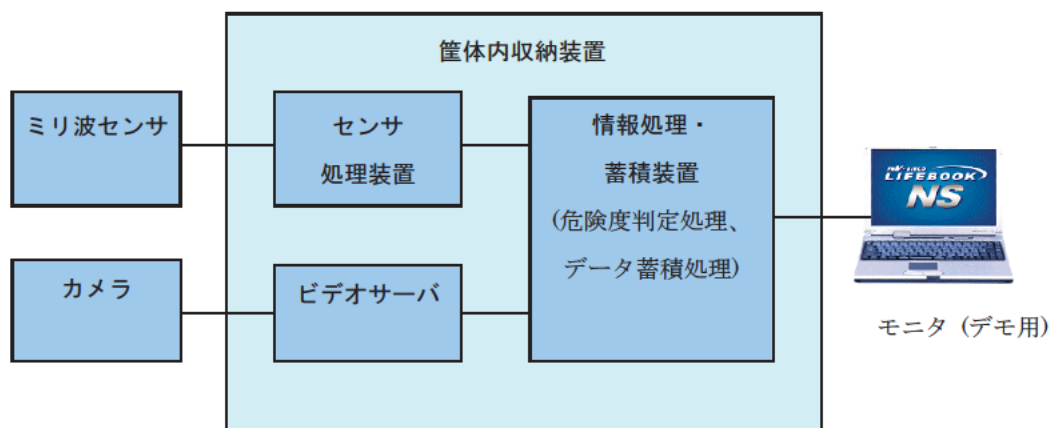 筐体内収納装置
ミリ波センサ
センサ
処理装置
情報処理・
蓄積装置
(危険度判定処理、
データ蓄積処理)
カメラ
ビデオサーバ
LIFEBOOK
NS
モニタ (デモ用)